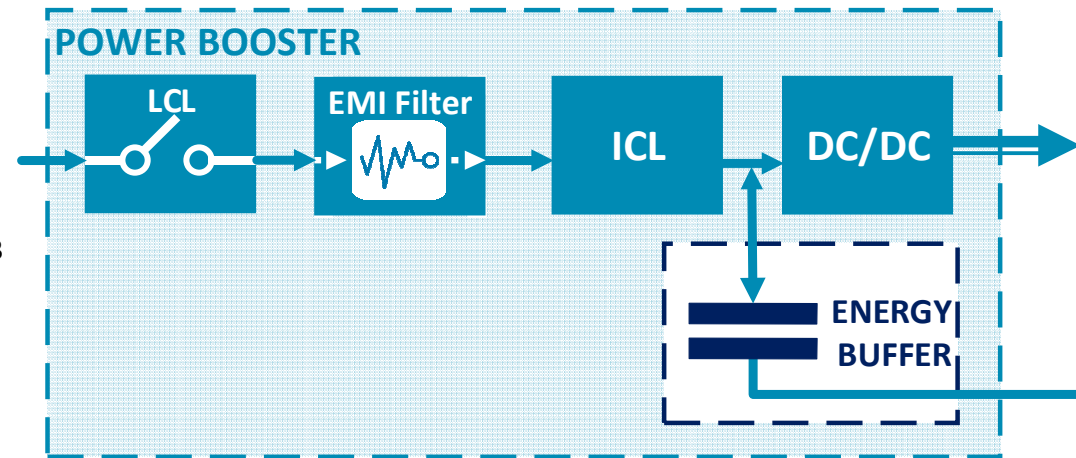 POWER BOOSTER
LCL
EMI Filter
ICL
DC/DC
ENERGY
BUFFER